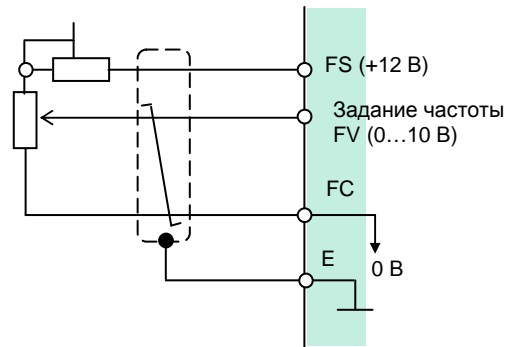 FS (+12 В)
Задание частоты
FV (0…10 В)
FC
E
0 В